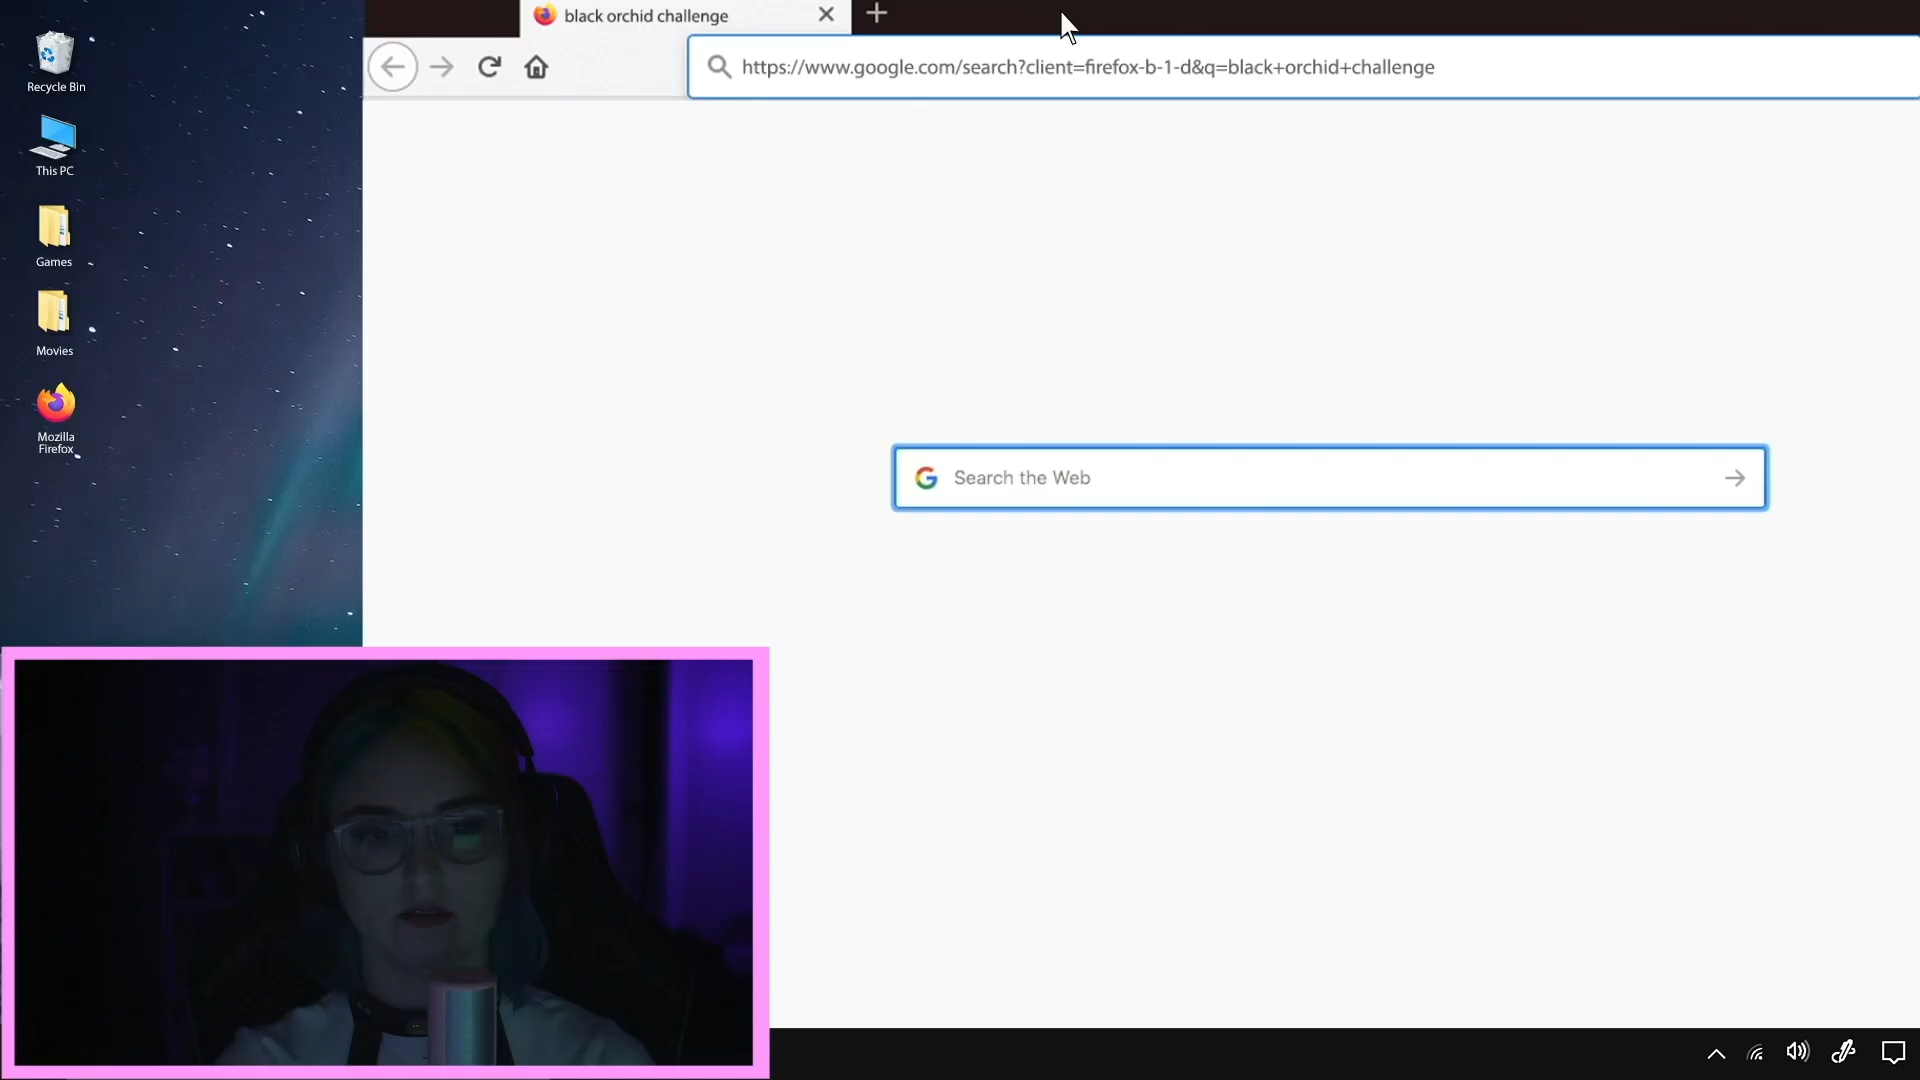 black orchid challenge
https://www.google.com/search?client=firefox-b-1-d&q=black+orchid+challenge
Recycle Bin
This PC
Games
Movies
Mozilla
Firefox
Search the Web